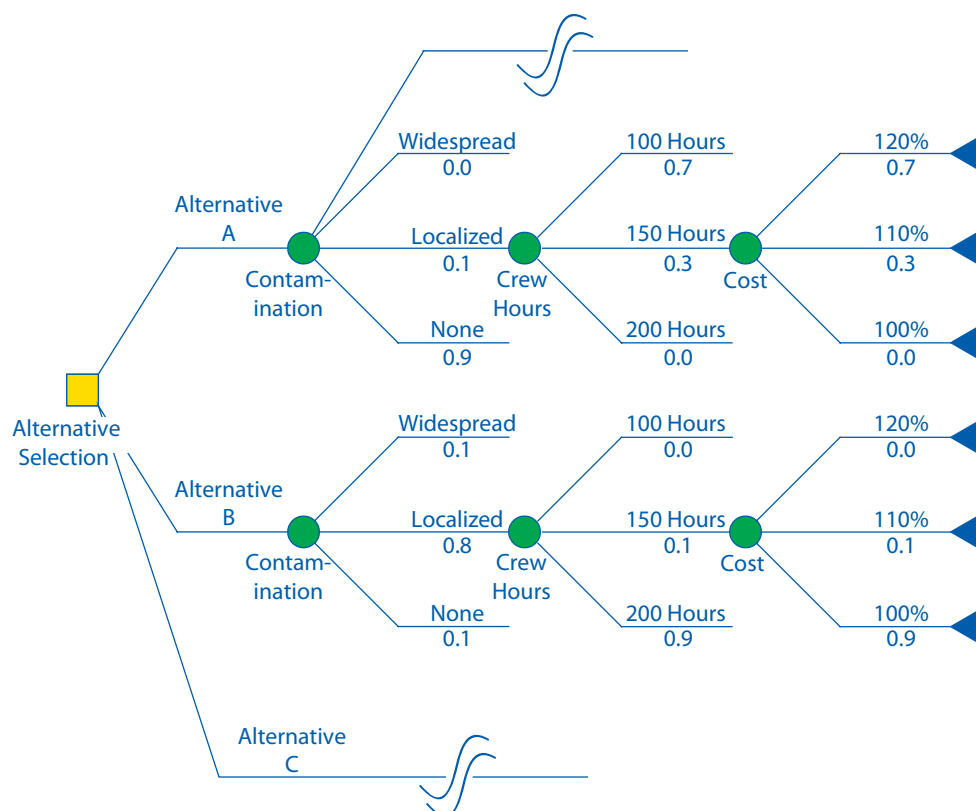 Widespread
0.0
100 Hours
0.7
120%
0.7
Alternative
A
Localized
0.1
150 Hours
0.3
110%
0.3
Contam-
ination
Crew
Hours
Cost
None
0.9
200 Hours
0.0
100%
0.0
Alternative
Selection
Widespread
0.1
100 Hours
0.0
120%
0.0
Alternative
B
Localized
0.8
150 Hours
0.1
110%
0.1
Contam-
ination
Crew
Hours
Cost
None
0.1
200 Hours
0.9
100%
0.9
Alternative
C